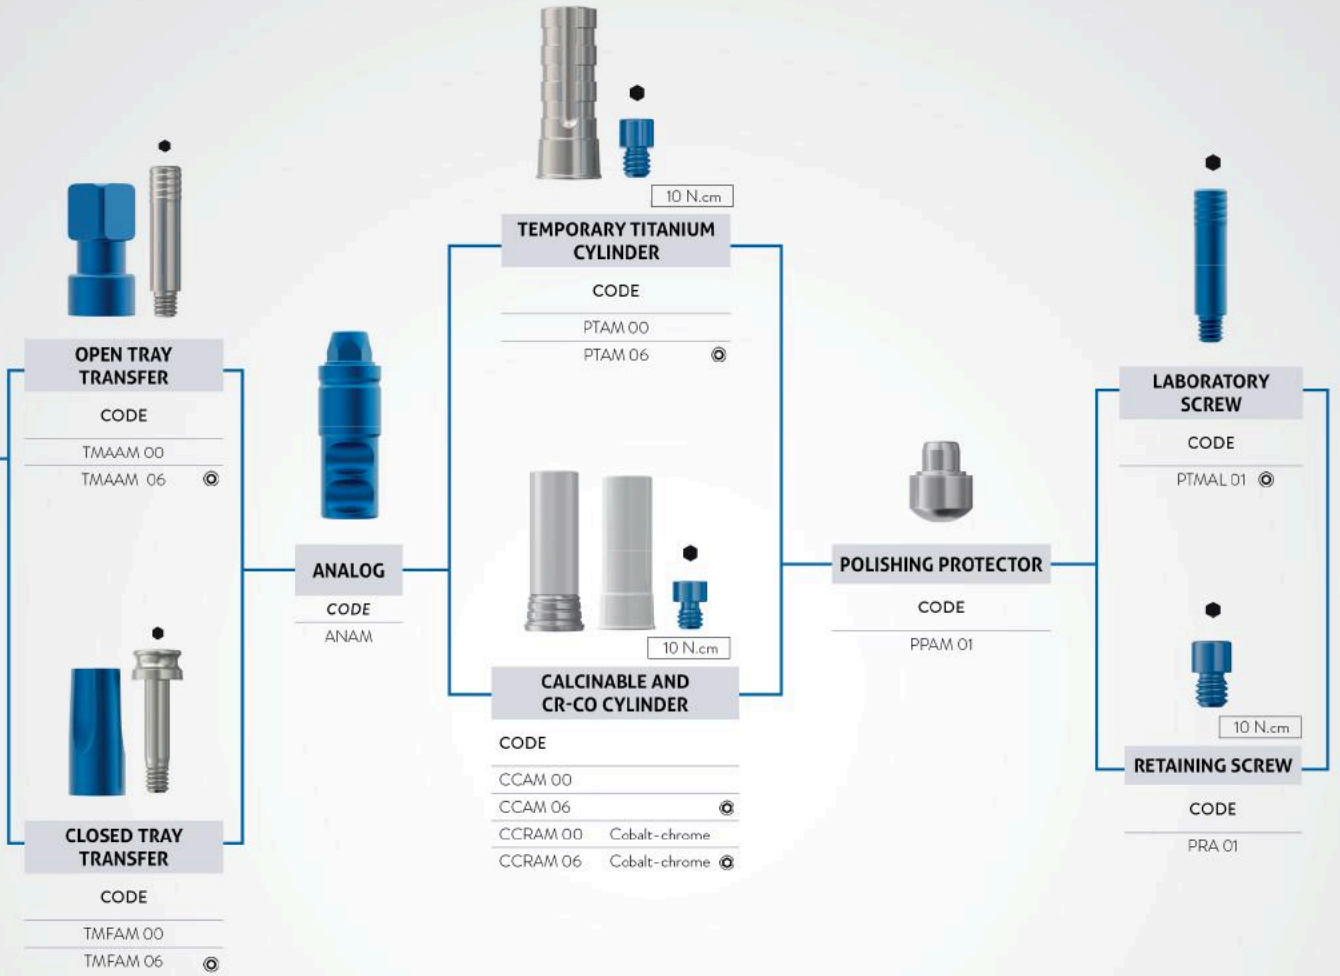 OPEN TRAY
TRANSFER
CODE
TMAAM 00
TMAAM 06
CLOSED TRAY
TRANSFER
CODE
TMFAM 00
TMFAM 06
ANALOG
CODE
ANAM
10 N.cm
TEMPORARY TITANIUM
CYLINDER
CODE
PTAM 00
PTAM 06
10 N.cm
CALCINABLE AND
CR-CO CYLINDER
CODE
CCAM 00
CCAM 06
CCRAM 00 Cobalt-chrome
CCRAM 06 Cobalt-chrome
POLISHING PROTECTOR
CODE
PPAM 01
LABORATORY
SCREW
CODE
PTMAL 01
10 N.cm
RETAINING SCREW
CODE
PRA 01